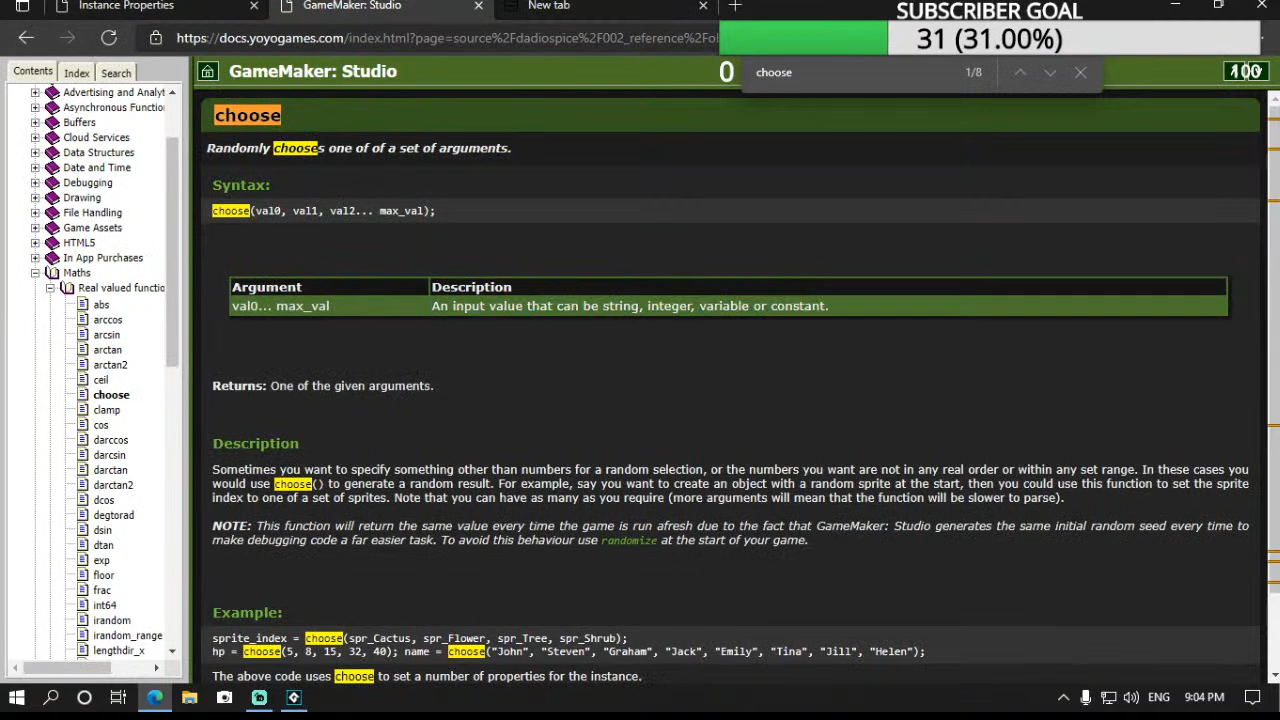 Instance Properties
GameMaker: Studio
New tab
SUBSCRIBER GOAL
31 (31.00%)
https://docs.yoyogames.com/index.html?page=source%2Fdadiospice%2F002_reference%2Fo
choose
1/8
Contents
Index
Search
GameMaker: Studio
0
100
Advertising and Analyt
Asynchronous Functio
Buffers
Cloud Services
Data Structures
Date and Time
Debugging
Drawing
File Handling
Game Assets
HTML5
In App Purchases
Maths
Real valued functio
abs
arccos
arcsin
arctan
arctan2
ceil
choose
clamp
cos
darccos
darcsin
darctan
darctan2
dcos
degtorad
dsin
dtan
exp
floor
frac
int64
irandom
irandom_range
lengthdir_x
choose
Randomly chooses one of of a set of arguments.
Syntax:
choose(val0, val1, val2... max_val);
Argument Description
val0... max_val An input value that can be string, integer, variable or constant.
Returns: One of the given arguments.
Description
Sometimes you want to specify something other than numbers for a random selection, or the numbers you want are not in any real order or within any set range. In these cases you
would use choose() to generate a random result. For example, say you want to create an object with a random sprite at the start, then you could use this function to set the sprite
index to one of a set of sprites. Note that you can have as many as you require (more arguments will mean that the function will be slower to parse).
NOTE: This function will return the same value every time the game is run afresh due to the fact that GameMaker: Studio generates the same initial random seed every time to
make debugging code a far easier task. To avoid this behaviour use randomize at the start of your game.
Example:
sprite_index = choose(spr_Cactus, spr_Flower, spr_Tree, spr_Shrub);
hp = choose(5, 8, 15, 32, 40); name = choose("John", "Steven", "Graham", "Jack", "Emily", "Tina", "Jill", "Helen");
The above code uses choose to set a number of properties for the instance.
ENG
9:04 PM